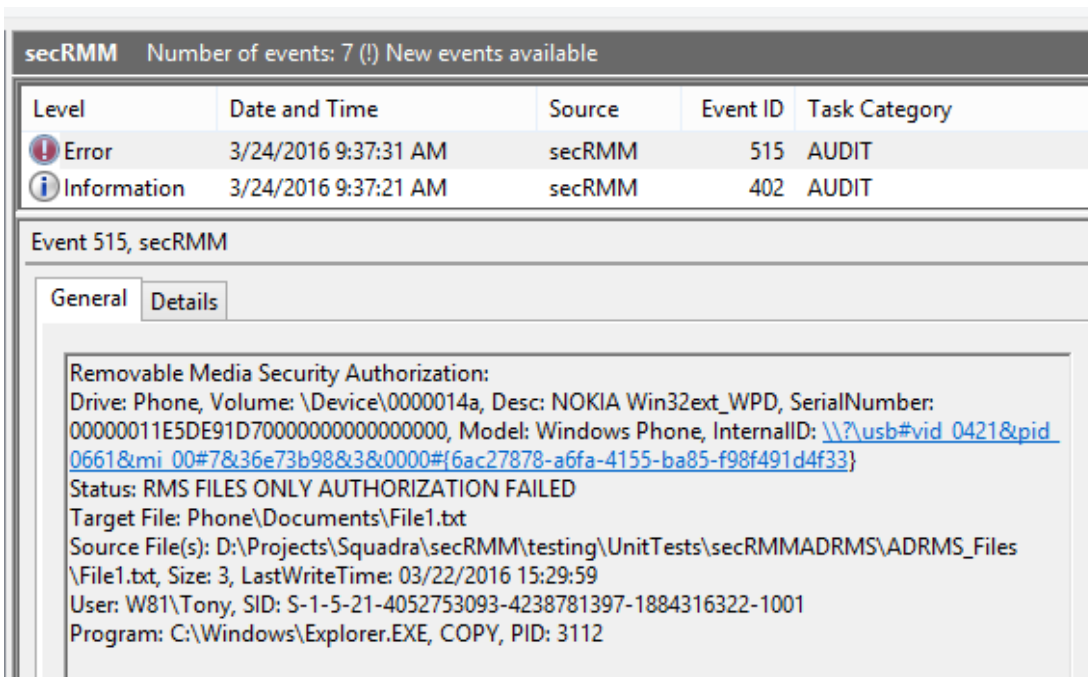 secRMM Number of events: 7 (!) New events available
Level Date and Time Source Event ID Task Category
Error 3/24/2016 9:37:31 AM secRMM 515 AUDIT
Information 3/24/2016 9:37:21 AM secRMM 402 AUDIT
Event 515, secRMM
General Details
Removable Media Security Authorization:
Drive: Phone, Volume: \Device\0000014a, Desc: NOKIA Win32ext_WPD, SerialNumber:
00000011E5DE91D70000000000000000, Model: Windows Phone, InternalID: \\?\usb#vid_0421&pid_
0661&mi_00#7&36e73b98&3&0000#{6ac27878-a6fa-4155-ba85-f98f491d4f33}
Status: RMS FILES ONLY AUTHORIZATION FAILED
Target File: Phone\Documents\File1.txt
Source File(s): D:\Projects\Squadra\secRMM\testing\UnitTests\secRMMADRMS\ADRMS_Files
\File1.txt, Size: 3, LastWriteTime: 03/22/2016 15:29:59
User: W81\Tony, SID: S-1-5-21-4052753093-4238781397-1884316322-1001
Program: C:\Windows\Explorer.EXE, COPY, PID: 3112